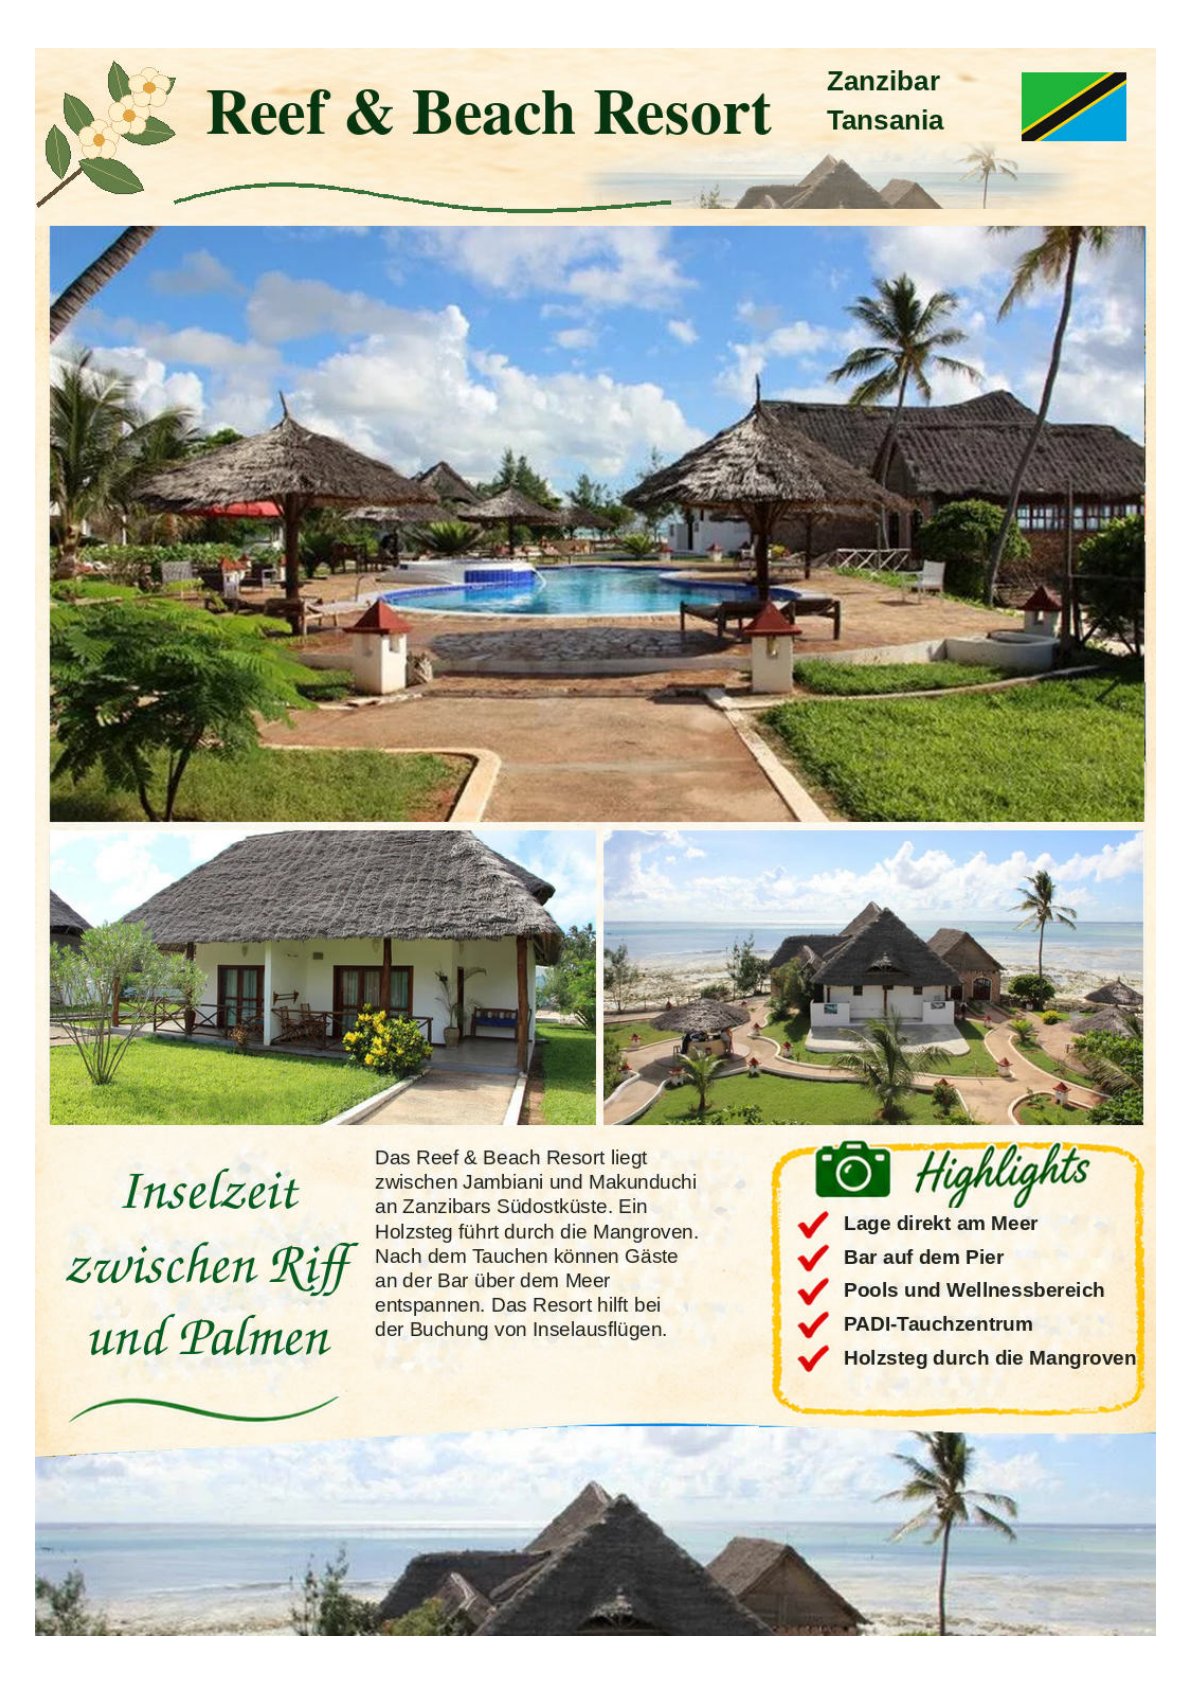 Reef & Beach Resort
Zanzibar
Tansania
Inselzeit
zwischen Riff
und Palmen
Das Reef & Beach Resort liegt
zwischen Jambiani und Makunduchi
an Zanzibars Südostküste. Ein
Holzsteg führt durch die Mangroven.
Nach dem Tauchen können Gäste
an der Bar über dem Meer
entspannen. Das Resort hilft bei
der Buchung von Inselausflügen.
Highlights
Lage direkt am Meer
Bar auf dem Pier
Pools und Wellnessbereich
PADI-Tauchzentrum
Holzsteg durch die Mangroven